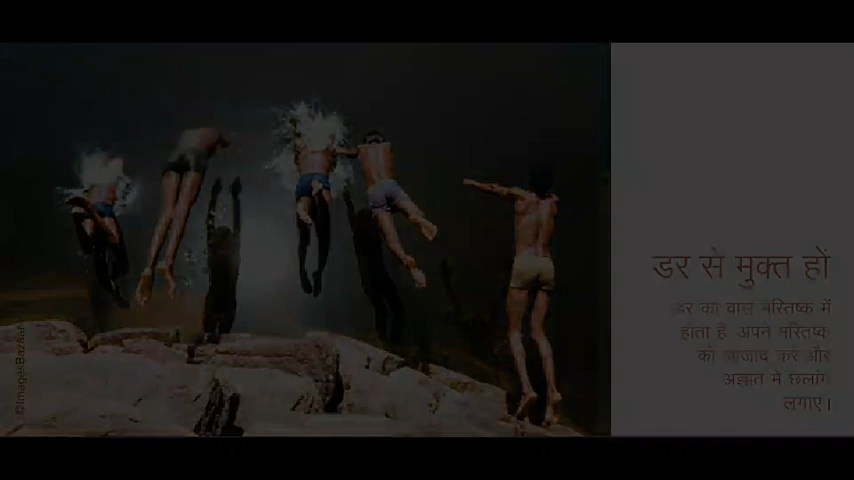 डर से मुक्त हों
डर का वास मस्तिष्क में
होता है अपने मस्तिष्क
को आजाद करें और
अज्ञात में छलांग
लगाए।
©ImagesBazaar